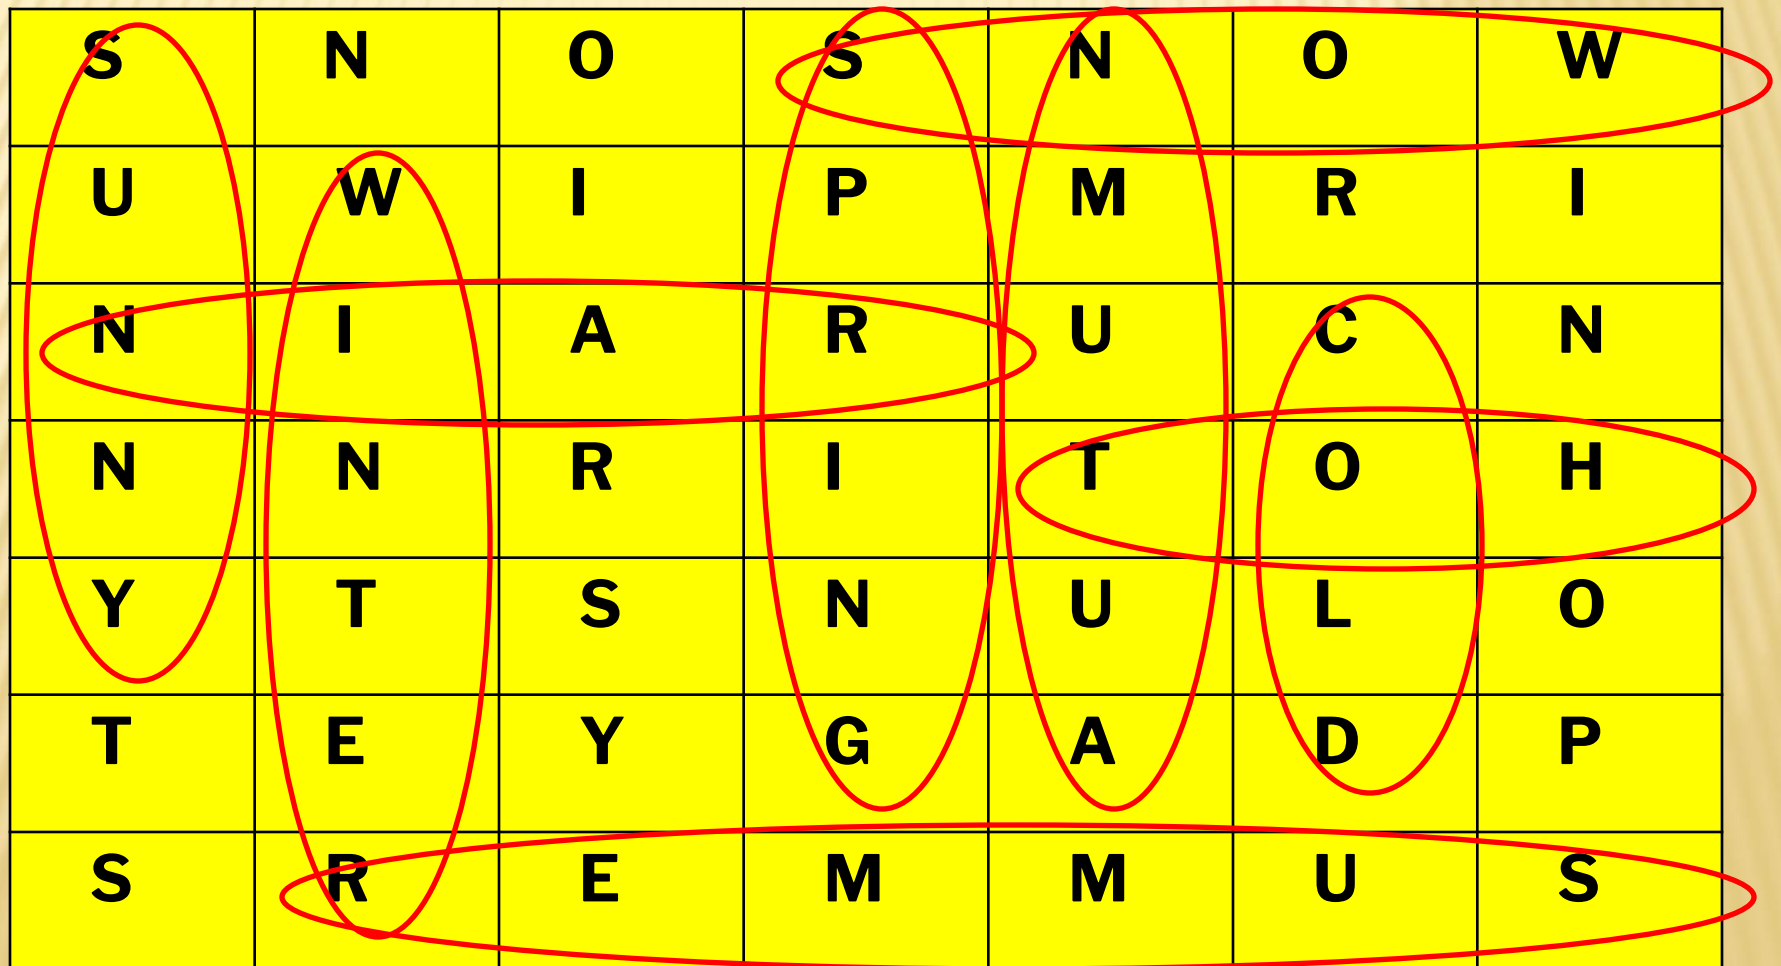 S N O S N O W
U W I P M R I
N I A R U C N
N N R I T O H
Y T S N U L O
T E Y G A D P
S R E M M U S